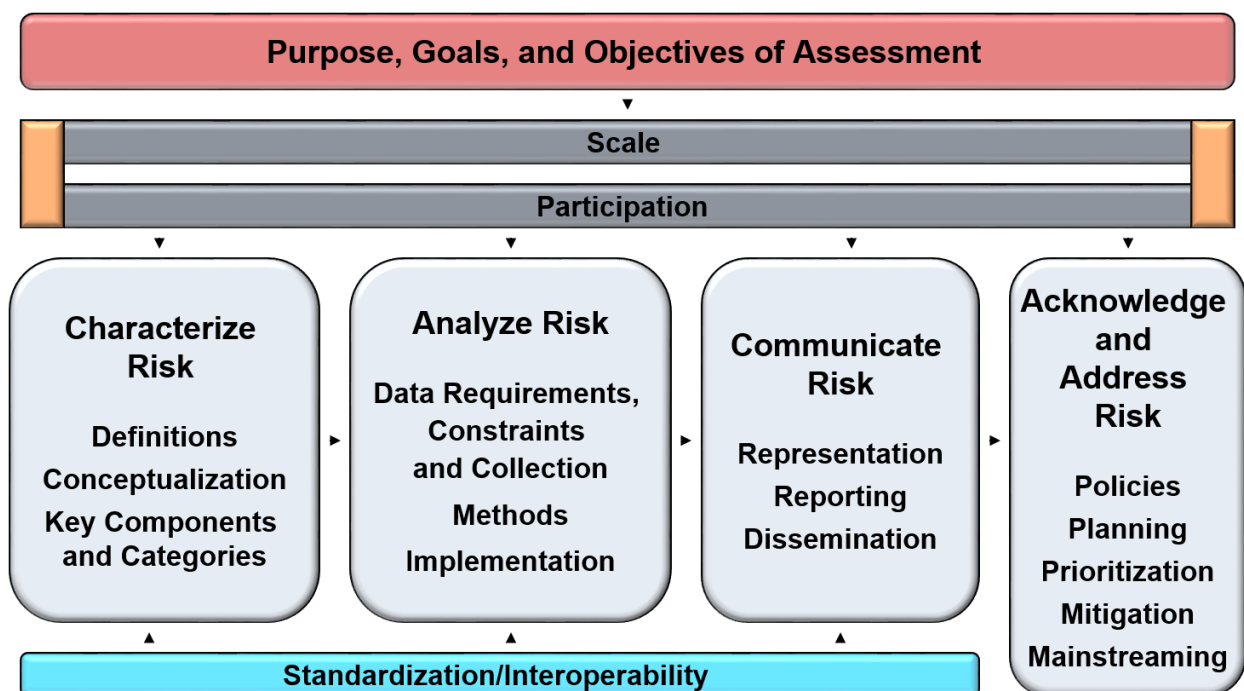 Purpose, Goals, and Objectives of Assessment
Scale
Participation
Characterize
Risk
Definitions
Conceptualization
Key Components
and Categories
Analyze Risk
Data Requirements,
Constraints
and Collection
Methods
Implementation
Communicate
Risk
Representation
Reporting
Dissemination
Acknowledge
and
Address
Risk
Policies
Planning
Prioritization
Mitigation
Mainstreaming
Standardization/Interoperability